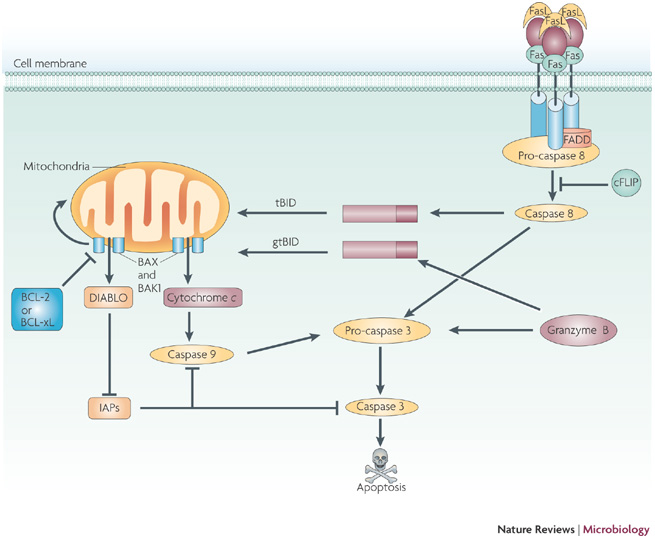 FasL
FasL
FasL
Fas
Fas
Fas
Cell membrane
FADD
Pro-caspase 8
Mitochondria
cFLIP
tBID
Caspase 8
gtBID
BAX
and
BAK1
BCL-2
or
BCL-xL
DIABLO
Cytochrome c
Pro-caspase 3
Granzyme B
Caspase 9
IAPs
Caspase 3
Apoptosis
Nature Reviews | Microbiology